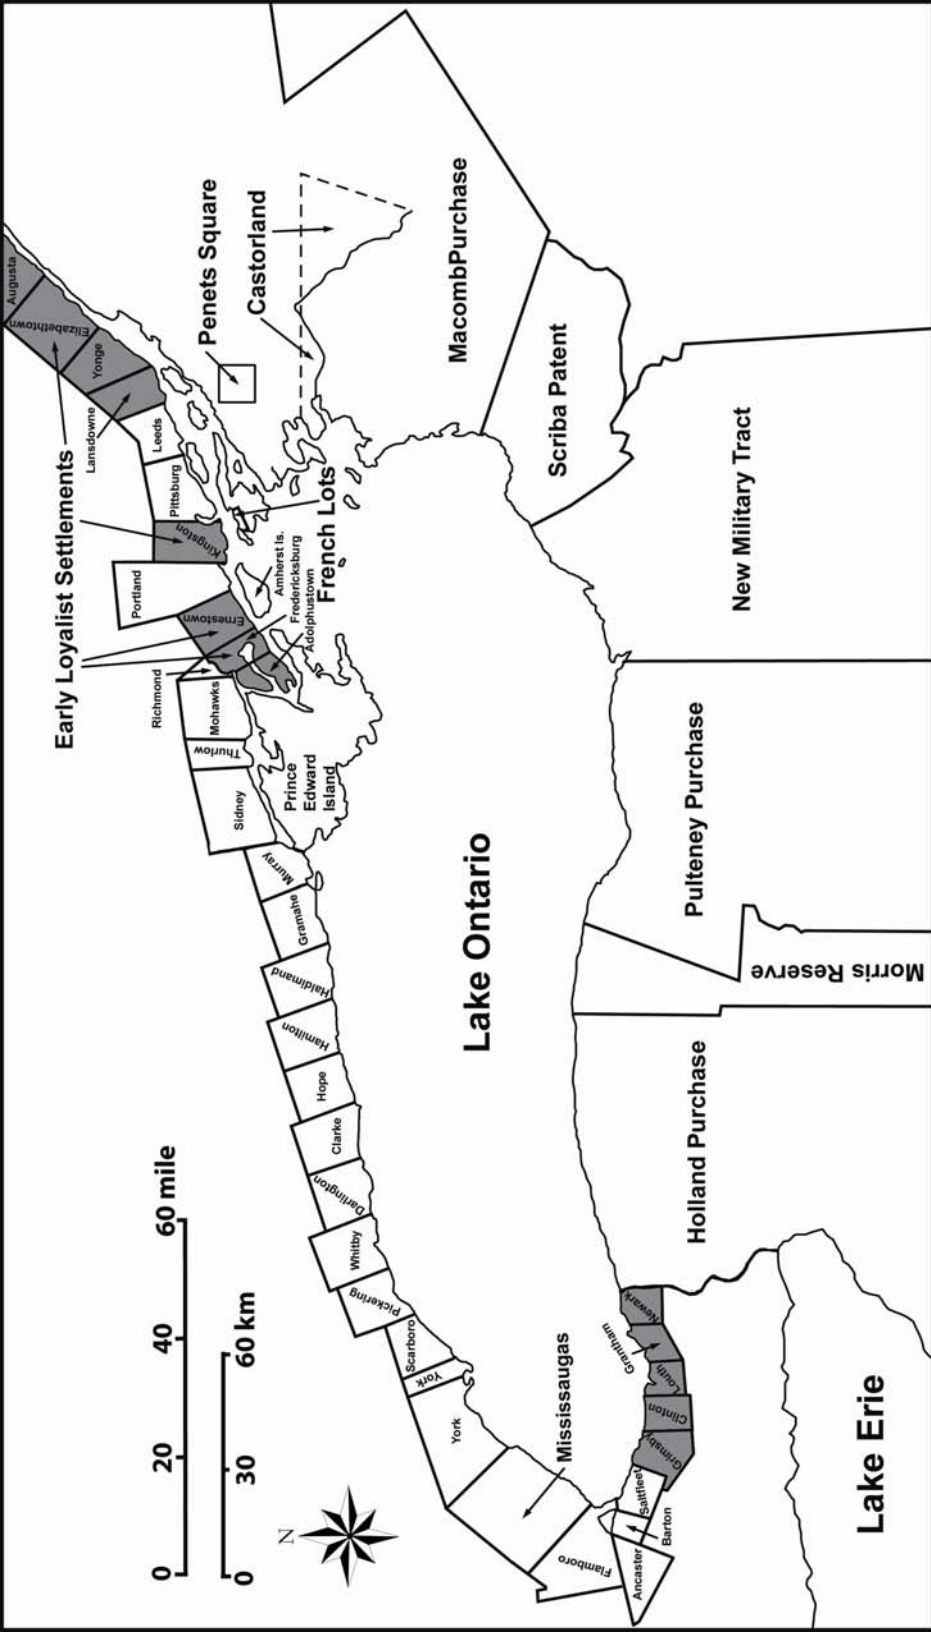 Augusta
Elizabethtown
Yonge
Lansdowne
Leeds
Pittsburg
Kingston
Portland
Early Loyalist Settlements
Penets Square
Castorland
MacombPurchase
French Lots
Amherst Is.
Fredericksburg
Adolphustown
Ernestown
Richmond
Mohawks
Thurlow
Sidney
Prince
Edward
Island
Murray
Gramahe
Haldimand
Hamilton
Hope
Clarke
Darlington
Whitby
Pickering
Scarboro
York
York
Mississaugas
Flamboro
Ancaster
Barton
Saltfleet
Grimsby
Clinton
Louth
Grantham
Newark
Lake Ontario
Lake Erie
Scriba Patent
New Military Tract
Pulteney Purchase
Morris Reserve
Holland Purchase
0 20 40 60 mile
0 30 60 km
N